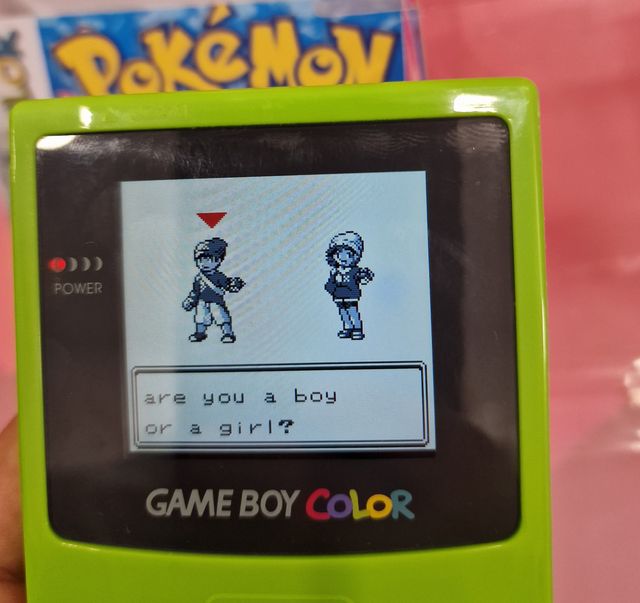 POKéMON
POWER
are you a boy
or a girl?
GAME BOY COLOR